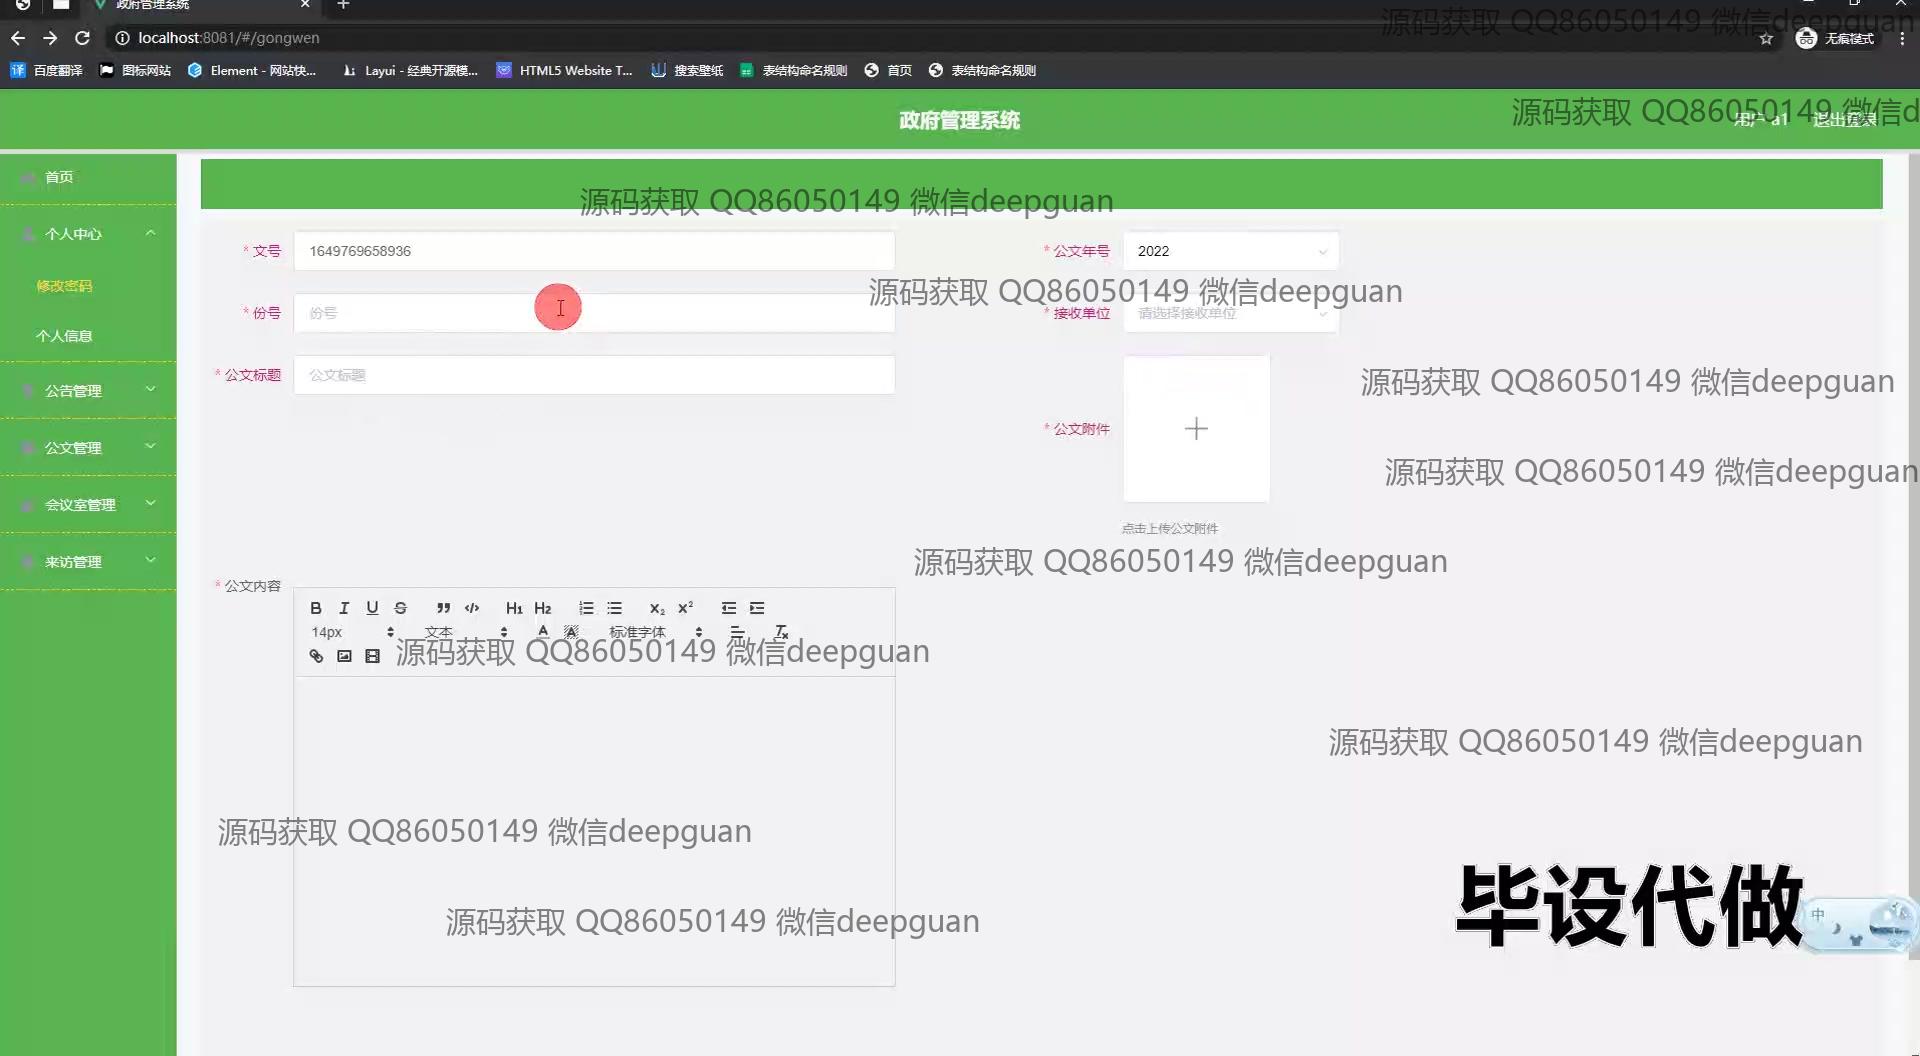 政府管理系统
源码获取 QQ86050149 微信deepguan
localhost:8081/#/gongwen
无痕模式
百度翻译 图标网站 Element - 网站快... Layui - 经典开源模... HTML5 Website T... 搜索壁纸 表结构命名规则 首页 表结构命名规则
政府管理系统
源码获取 QQ86050149 微信d
用户 a1 退出登录
首页
个人中心
修改密码
个人信息
公告管理
公文管理
会议室管理
来访管理
源码获取 QQ86050149 微信deepguan
* 文号 1649769658936
* 公文年号 2022
源码获取 QQ86050149 微信deepguan
* 份号 份号
* 接收单位 请选择接收单位
* 公文标题 公文标题
源码获取 QQ86050149 微信deepguan
* 公文附件
源码获取 QQ86050149 微信deepguan
点击上传公文附件
源码获取 QQ86050149 微信deepguan
* 公文内容
B I U S H1 H2 X2 X2
14px 文本 A A 标准字体
源码获取 QQ86050149 微信deepguan
源码获取 QQ86050149 微信deepguan
源码获取 QQ86050149 微信deepguan
源码获取 QQ86050149 微信deepguan
毕设代做
中